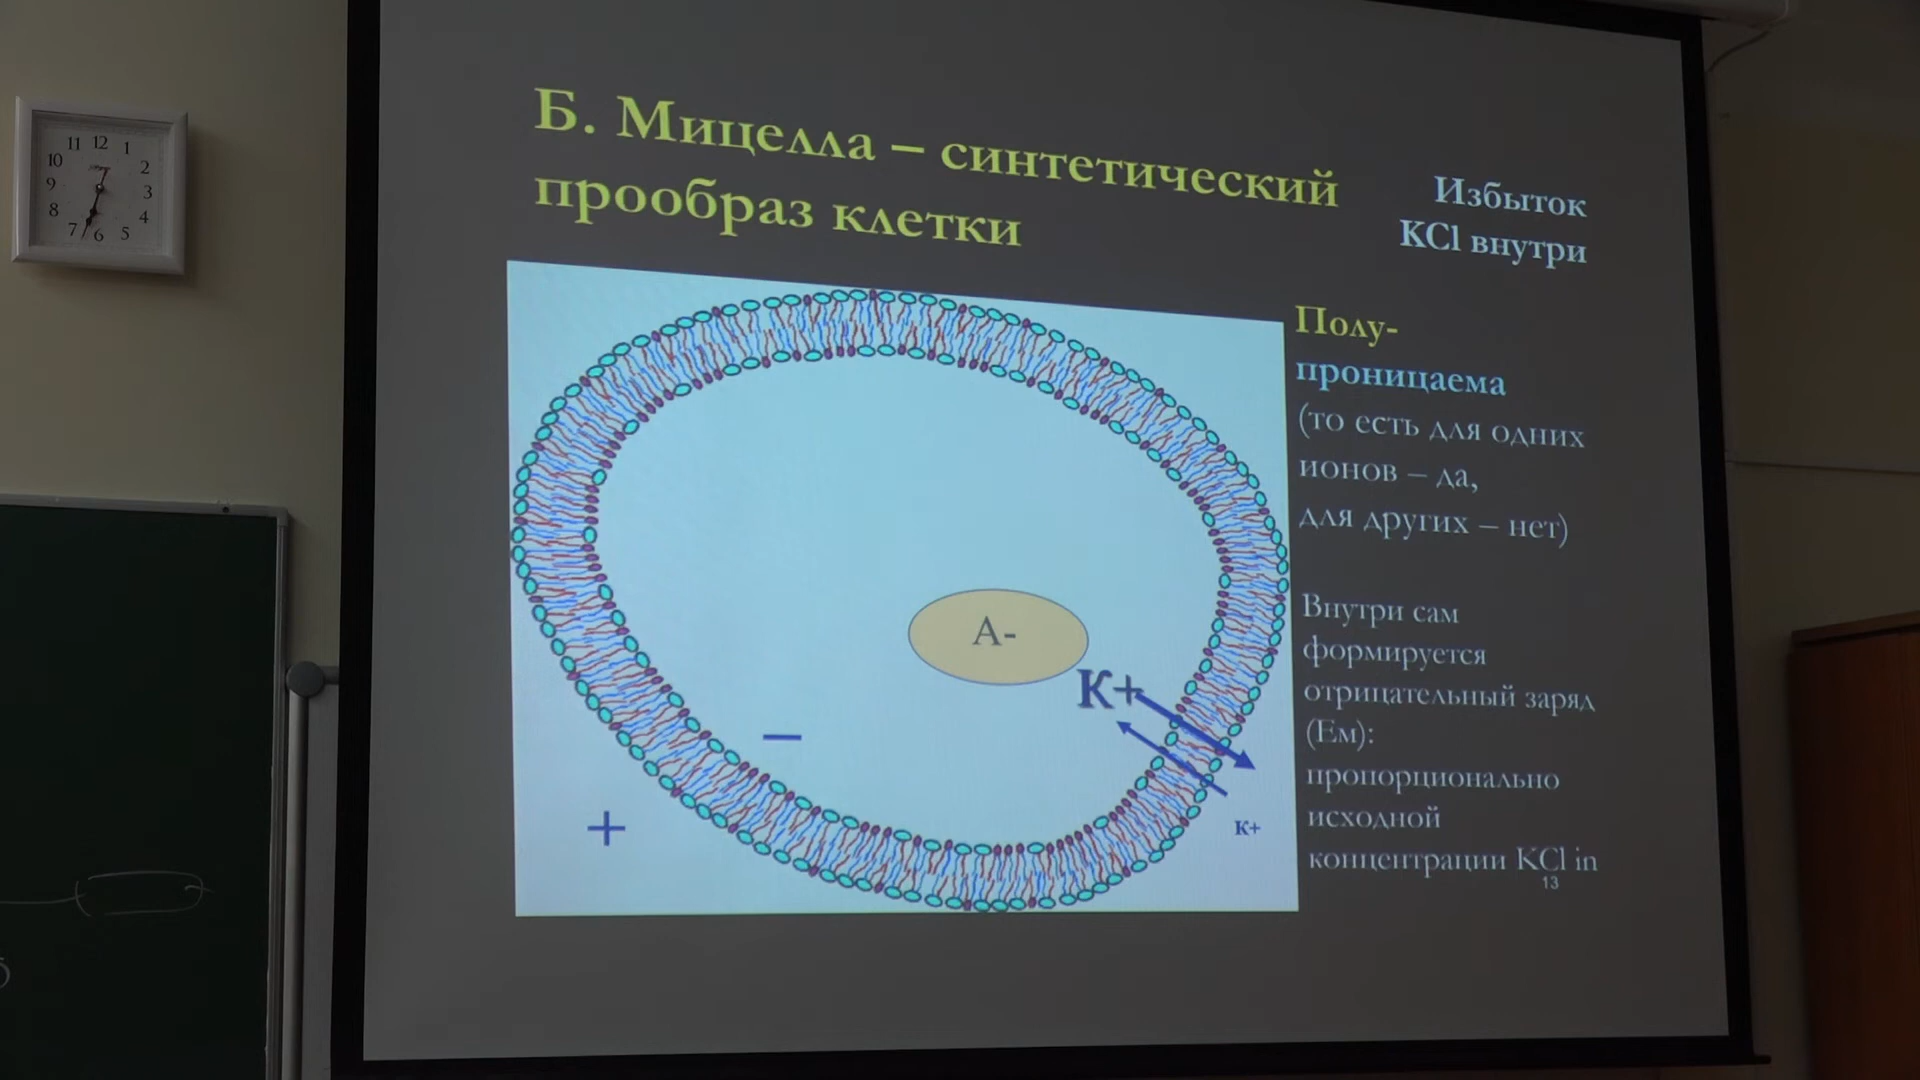 Б. Мицелла – синтетический
прообраз клетки
Избыток
KCl внутри
Полу-
проницаема
(то есть для одних
ионов – да,
для других – нет)
Внутри сам
формируется
отрицательный заряд
(Ем):
пропорционально
исходной
концентрации KCl in
13
А-
К+
–
+
К+
11 12 1
10 2
9 3
8 4
7 6 5